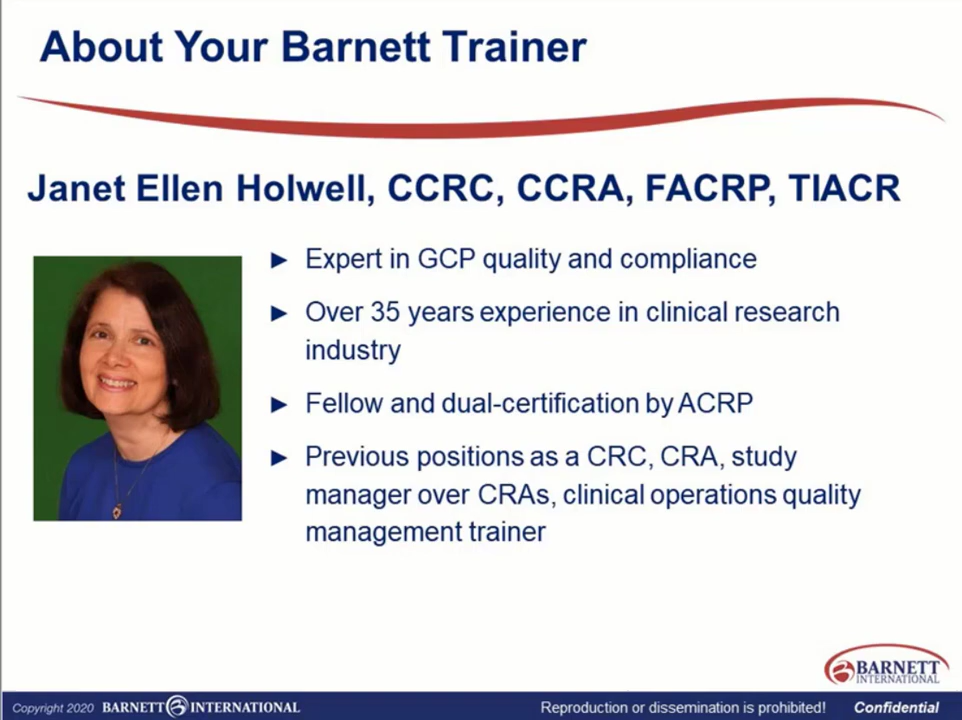 About Your Barnett Trainer
Janet Ellen Holwell, CCRC, CCRA, FACRP, TIACR
► Expert in GCP quality and compliance
► Over 35 years experience in clinical research
industry
► Fellow and dual-certification by ACRP
► Previous positions as a CRC, CRA, study
manager over CRAs, clinical operations quality
management trainer
BARNETT
INTERNATIONAL
Copyright 2020 BARNETT INTERNATIONAL Reproduction or dissemination is prohibited! Confidential